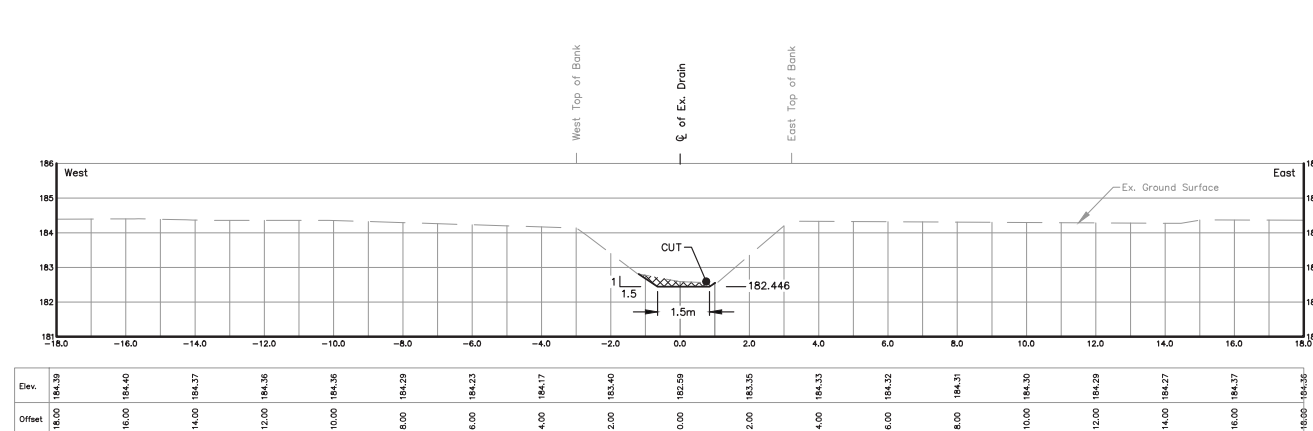 West Top of Bank
℄ of Ex. Drain
East Top of Bank
186
West
East
18
185
Ex. Ground Surface
18
184
18
CUT
183
18
1
1.5
182.446
182
18
1.5m
181
18
-18.0 -16.0 -14.0 -12.0 -10.0 -8.0 -6.0 -4.0 -2.0 0.0 2.0 4.0 6.0 8.0 10.0 12.0 14.0 16.0 18.0
Elev. 184.39 184.40 184.37 184.36 184.36 184.29 184.23 184.17 183.40 182.59 183.35 184.33 184.32 184.31 184.30 184.29 184.27 184.37 184.36
Offset 18.00 16.00 14.00 12.00 10.00 8.00 6.00 4.00 2.00 0.00 2.00 4.00 6.00 8.00 10.00 12.00 14.00 16.00 18.00